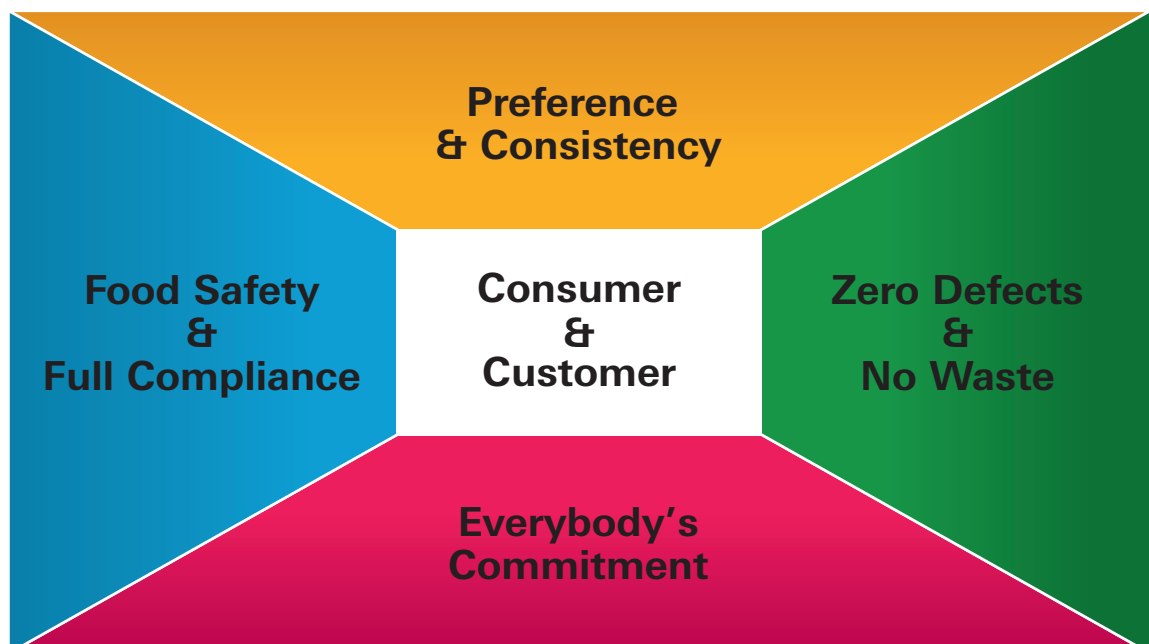 Preference
& Consistency
Food Safety
&
Full Compliance
Consumer
&
Customer
Zero Defects
&
No Waste
Everybody’s
Commitment